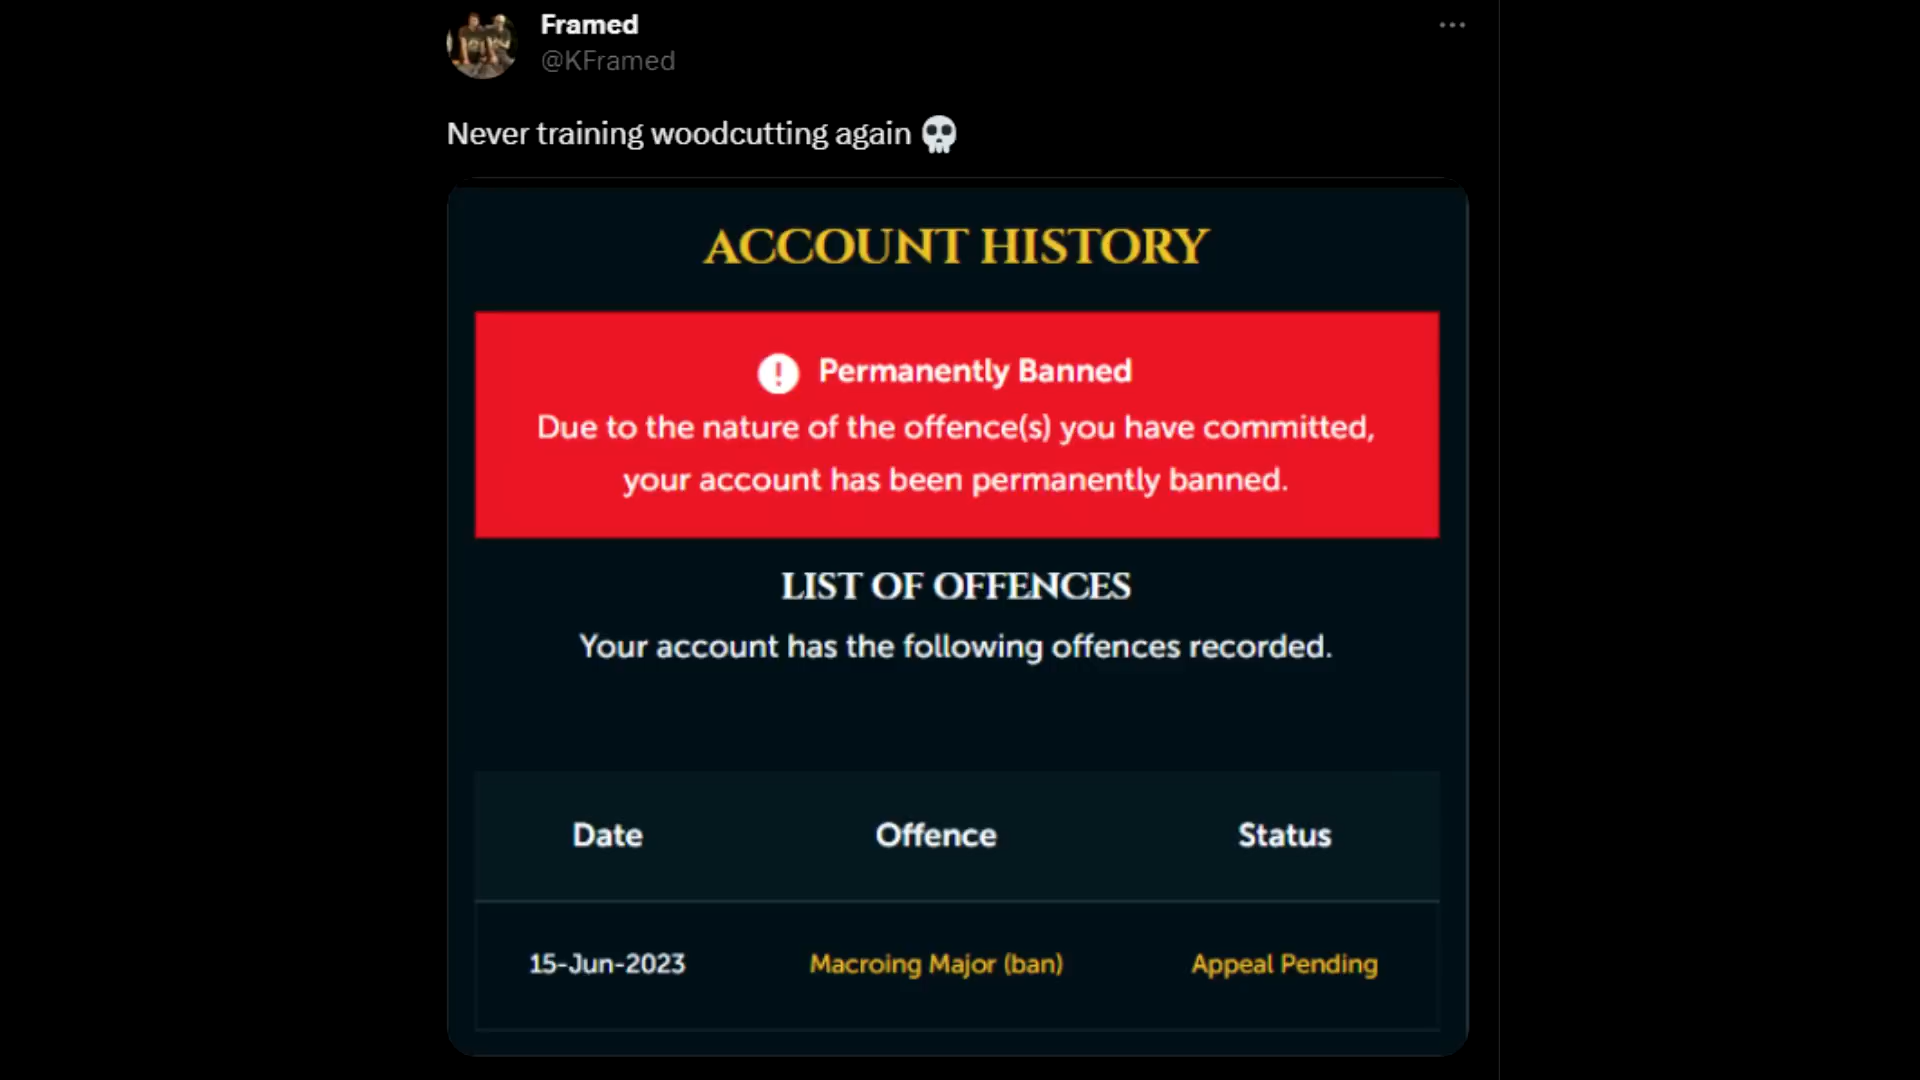 Framed
@KFramed
Never training woodcutting again 💀
ACCOUNT HISTORY
Permanently Banned
Due to the nature of the offence(s) you have committed,
your account has been permanently banned.
LIST OF OFFENCES
Your account has the following offences recorded.
Date Offence Status
15-Jun-2023 Macroing Major (ban) Appeal Pending